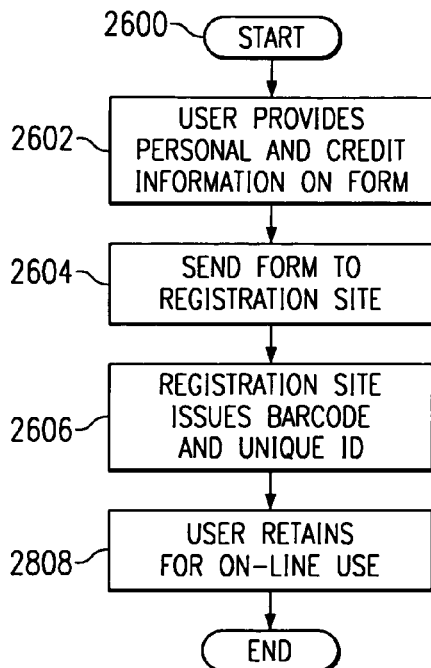 2600
START
2602
USER PROVIDES
PERSONAL AND CREDIT
INFORMATION ON FORM
2604
SEND FORM TO
REGISTRATION SITE
2606
REGISTRATION SITE
ISSUES BARCODE
AND UNIQUE ID
2808
USER RETAINS
FOR ON-LINE USE
END